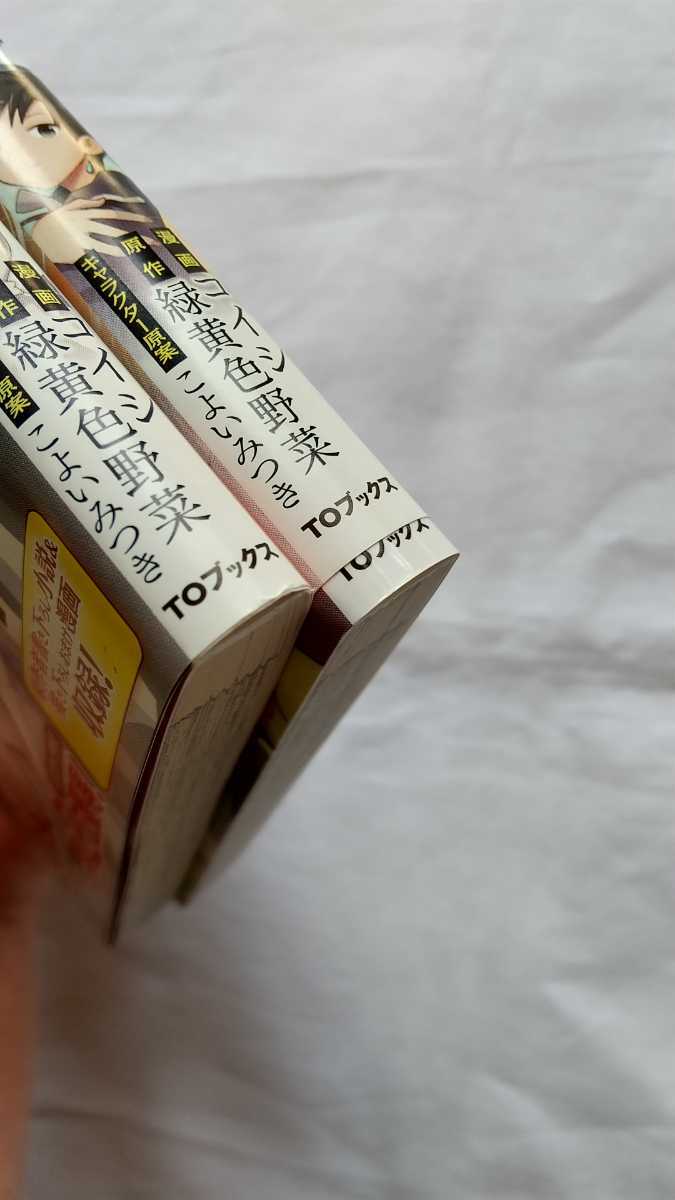 漫画 コイシ
原作 緑黄色野菜
キャラクター原案 こよいみつき
TOブックス
TOブックス
漫画 コイシ
作 緑黄色野菜
原案 こよいみつき
TOブックス